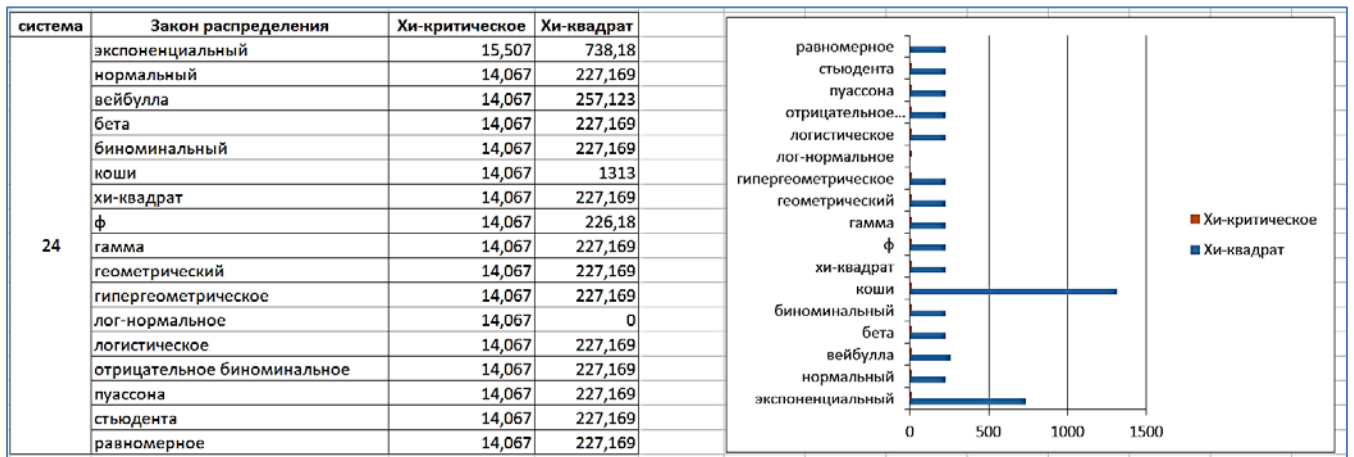 система Закон распределения Хи-критическое Хи-квадрат
экспоненциальный 15,507 738,18
нормальный 14,067 227,169
вейбулла 14,067 257,123
бета 14,067 227,169
биноминальный 14,067 227,169
коши 14,067 1313
хи-квадрат 14,067 227,169
ф 14,067 226,18
24 гамма 14,067 227,169
геометрический 14,067 227,169
гипергеометрическое 14,067 227,169
лог-нормальное 14,067 0
логистическое 14,067 227,169
отрицательное биноминальное 14,067 227,169
пуассона 14,067 227,169
стьюдента 14,067 227,169
равномерное 14,067 227,169
равномерное
стьюдента
пуассона
отрицательное...
логистическое
лог-нормальное
гипергеометрическое
геометрический
гамма
ф
хи-квадрат
коши
биноминальный
бета
вейбулла
нормальный
экспоненциальный
0 500 1000 1500
Хи-критическое
Хи-квадрат